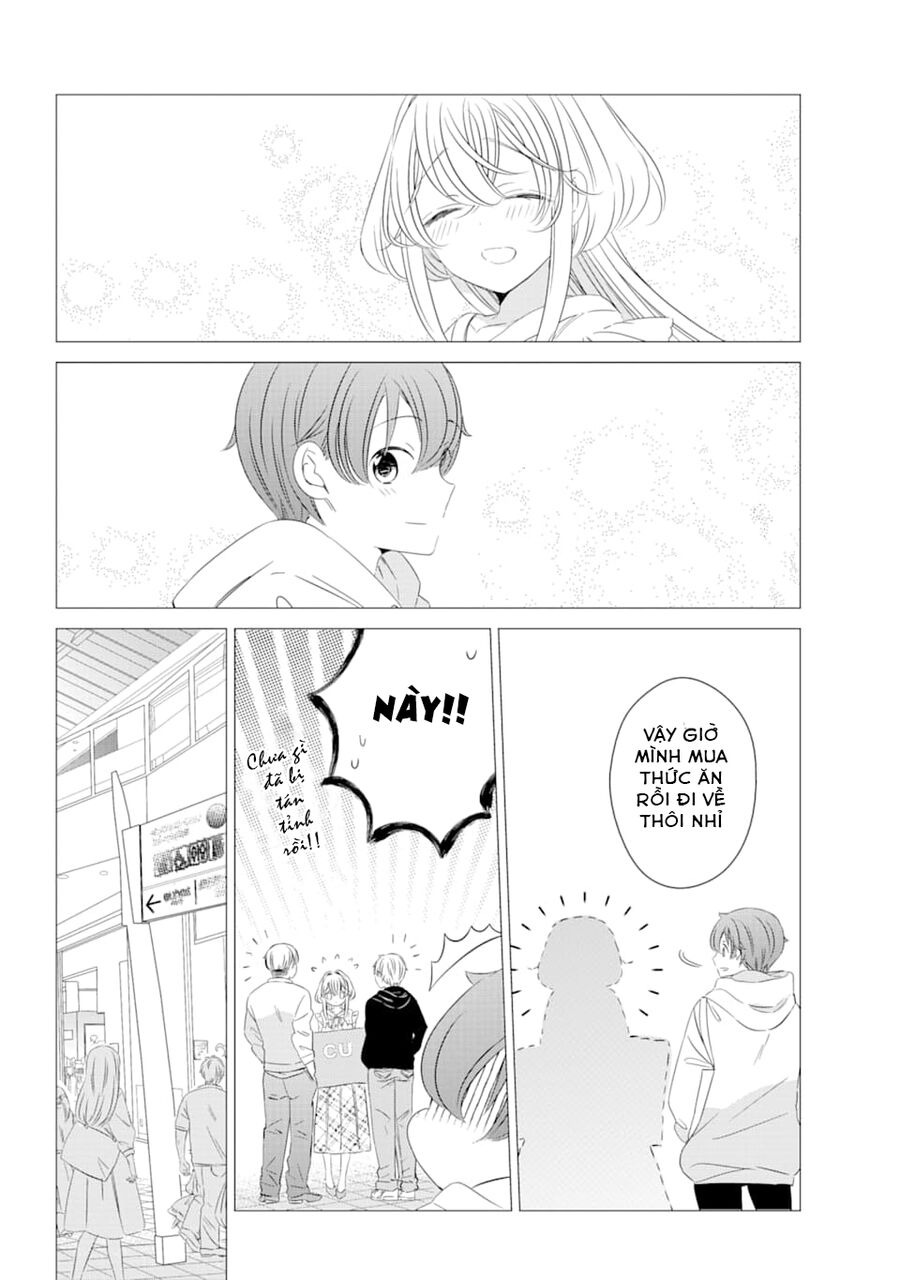 VẬY GIỜ
MÌNH MUA
THỨC ĂN
RỒI ĐI VỀ
THÔI NHỈ
NÀY!!
Chưa gì
đã bị
tán
tỉnh
rồi!!
CU